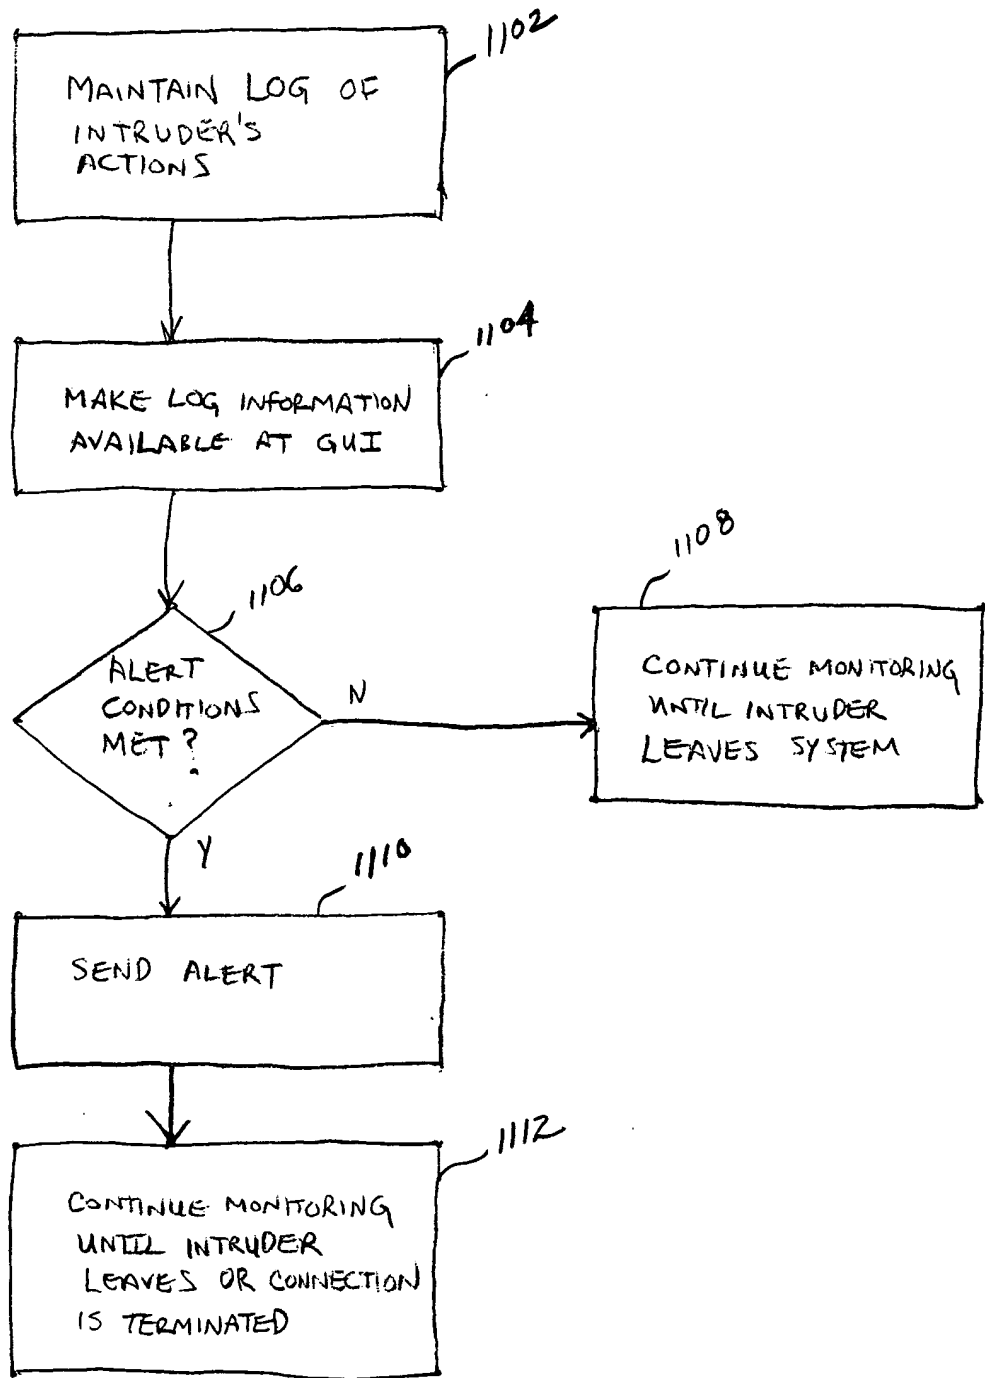 1102
MAINTAIN LOG OF
INTRUDER'S
ACTIONS
1104
MAKE LOG INFORMATION
AVAILABLE AT GUI
1106
ALERT
CONDITIONS
MET?
N
1108
CONTINUE MONITORING
UNTIL INTRUDER
LEAVES SYSTEM
Y
1110
SEND ALERT
1112
CONTINUE MONITORING
UNTIL INTRUDER
LEAVES OR CONNECTION
IS TERMINATED